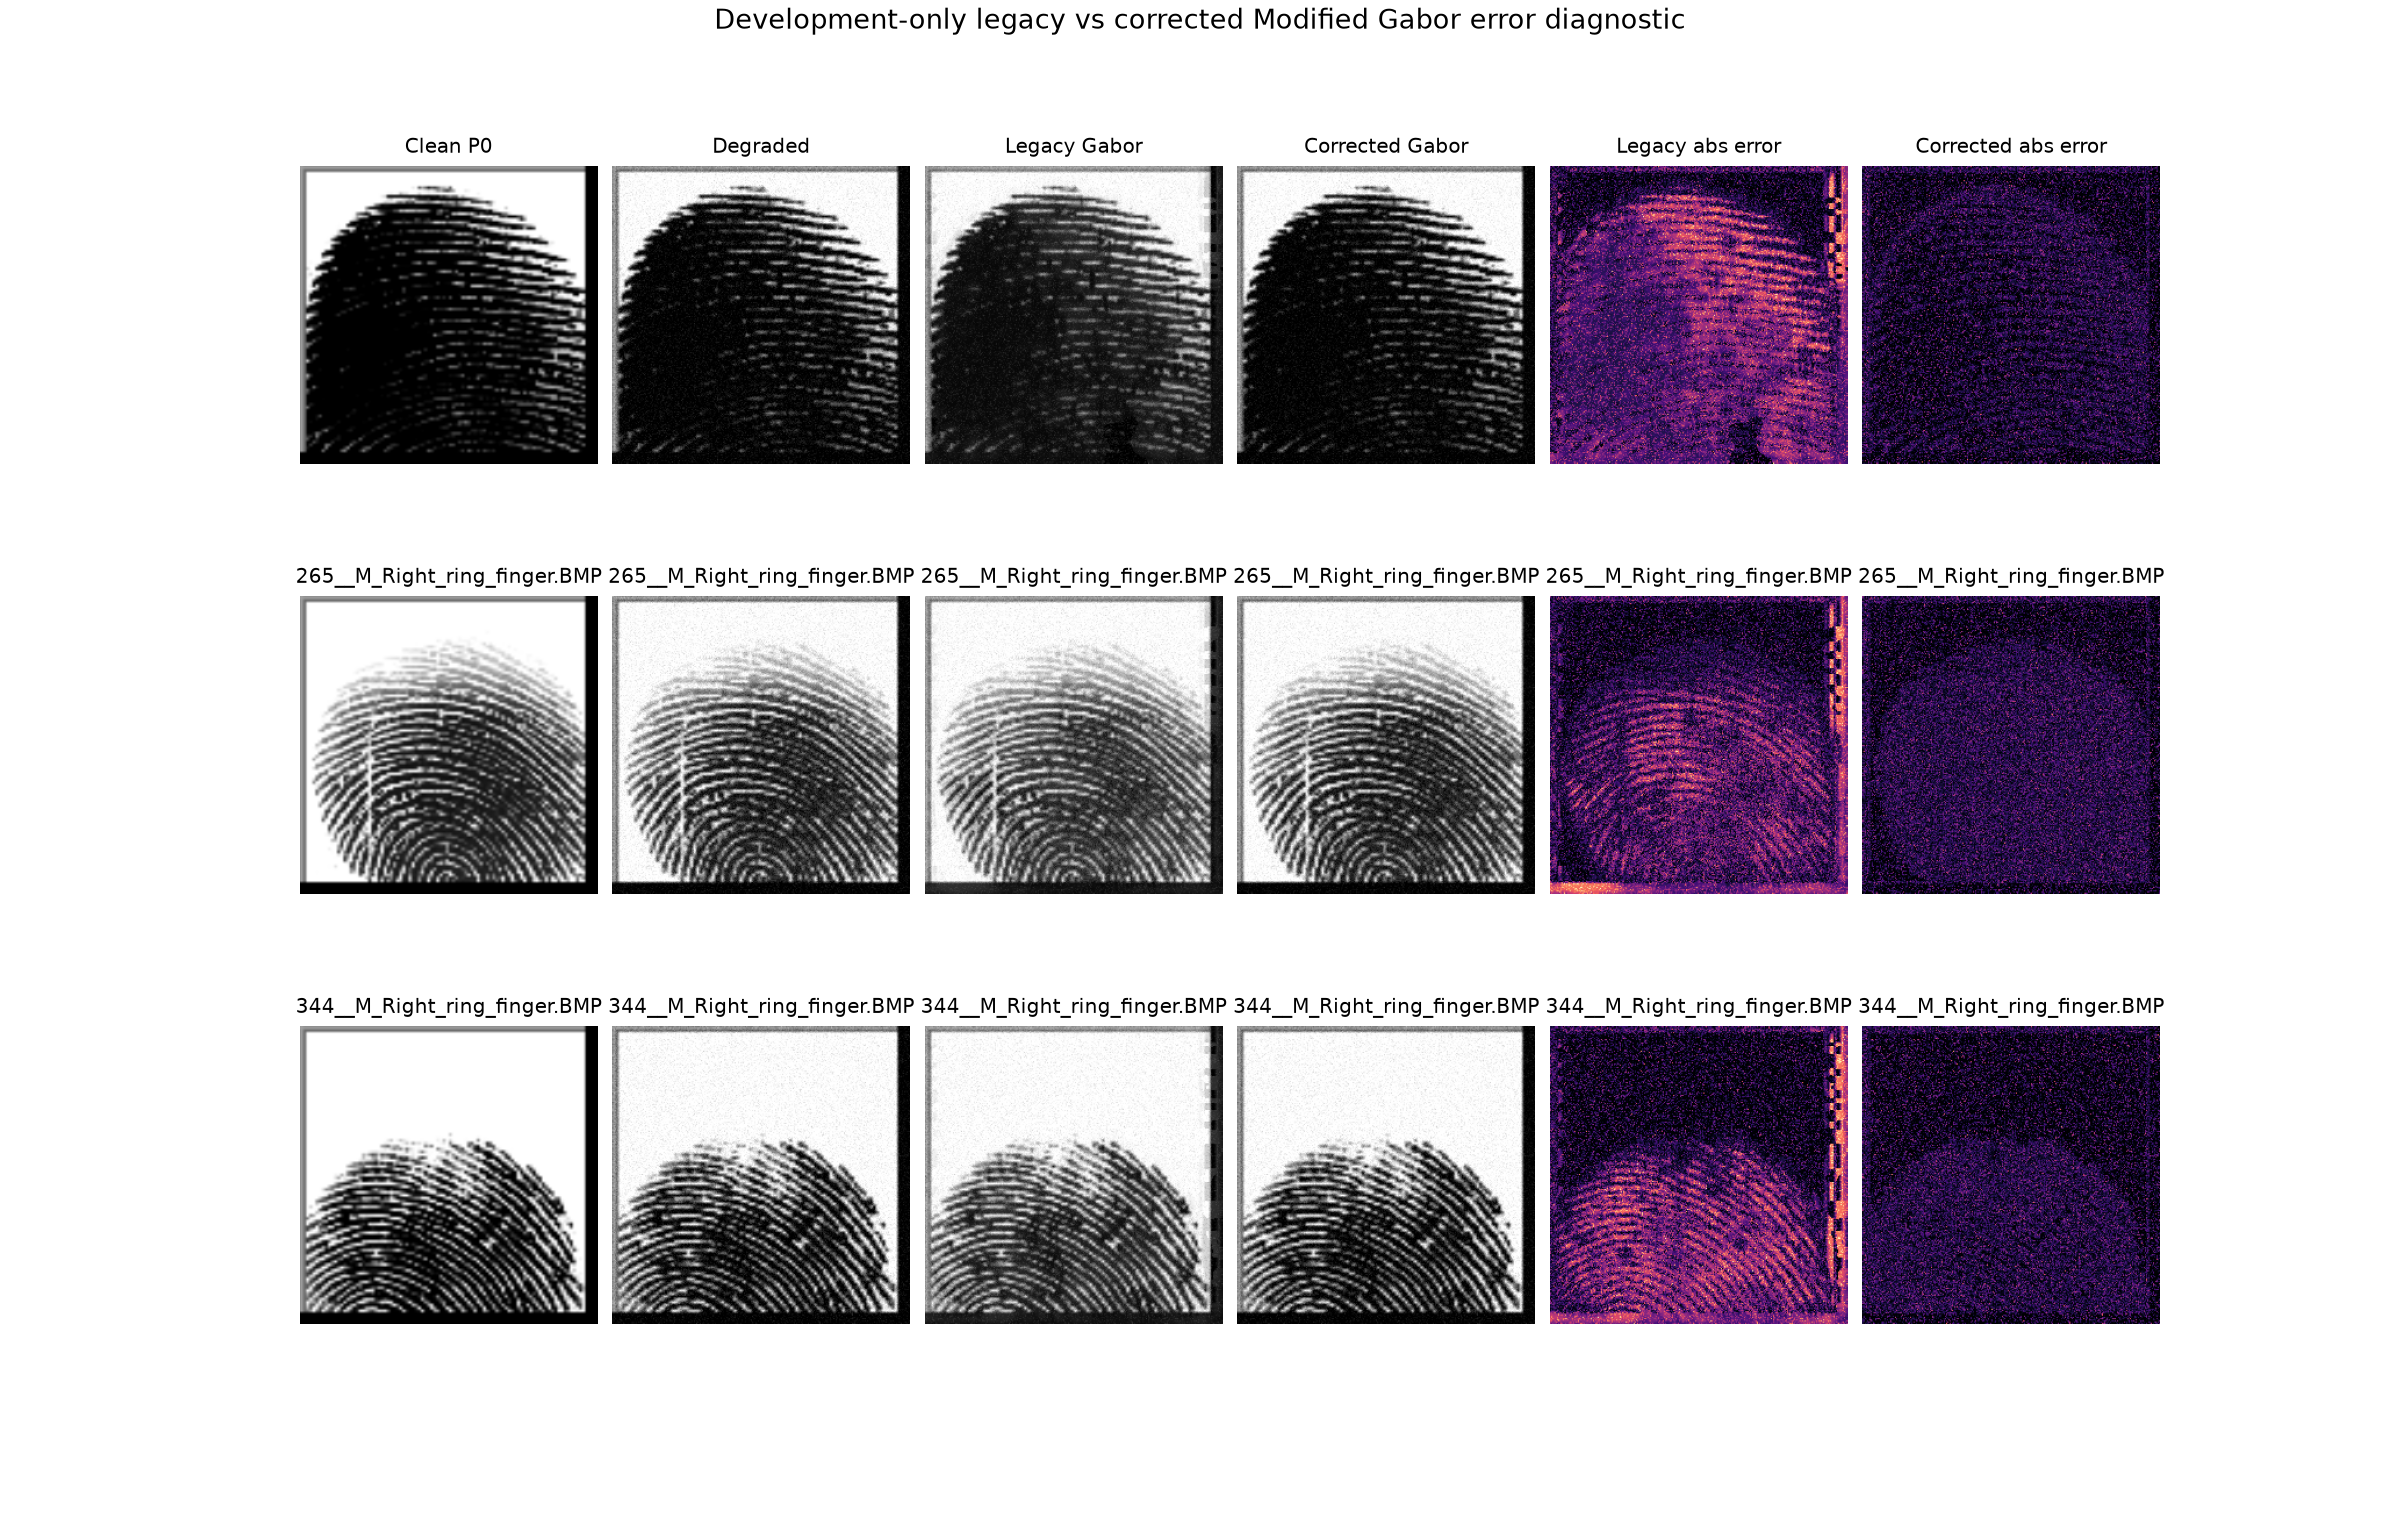 Development-only legacy vs corrected Modified Gabor error diagnostic
Clean P0 Degraded Legacy Gabor Corrected Gabor Legacy abs error Corrected abs error
265__M_Right_ring_finger.BMP 265__M_Right_ring_finger.BMP 265__M_Right_ring_finger.BMP 265__M_Right_ring_finger.BMP 265__M_Right_ring_finger.BMP 265__M_Right_ring_finger.BMP
344__M_Right_ring_finger.BMP 344__M_Right_ring_finger.BMP 344__M_Right_ring_finger.BMP 344__M_Right_ring_finger.BMP 344__M_Right_ring_finger.BMP 344__M_Right_ring_finger.BMP